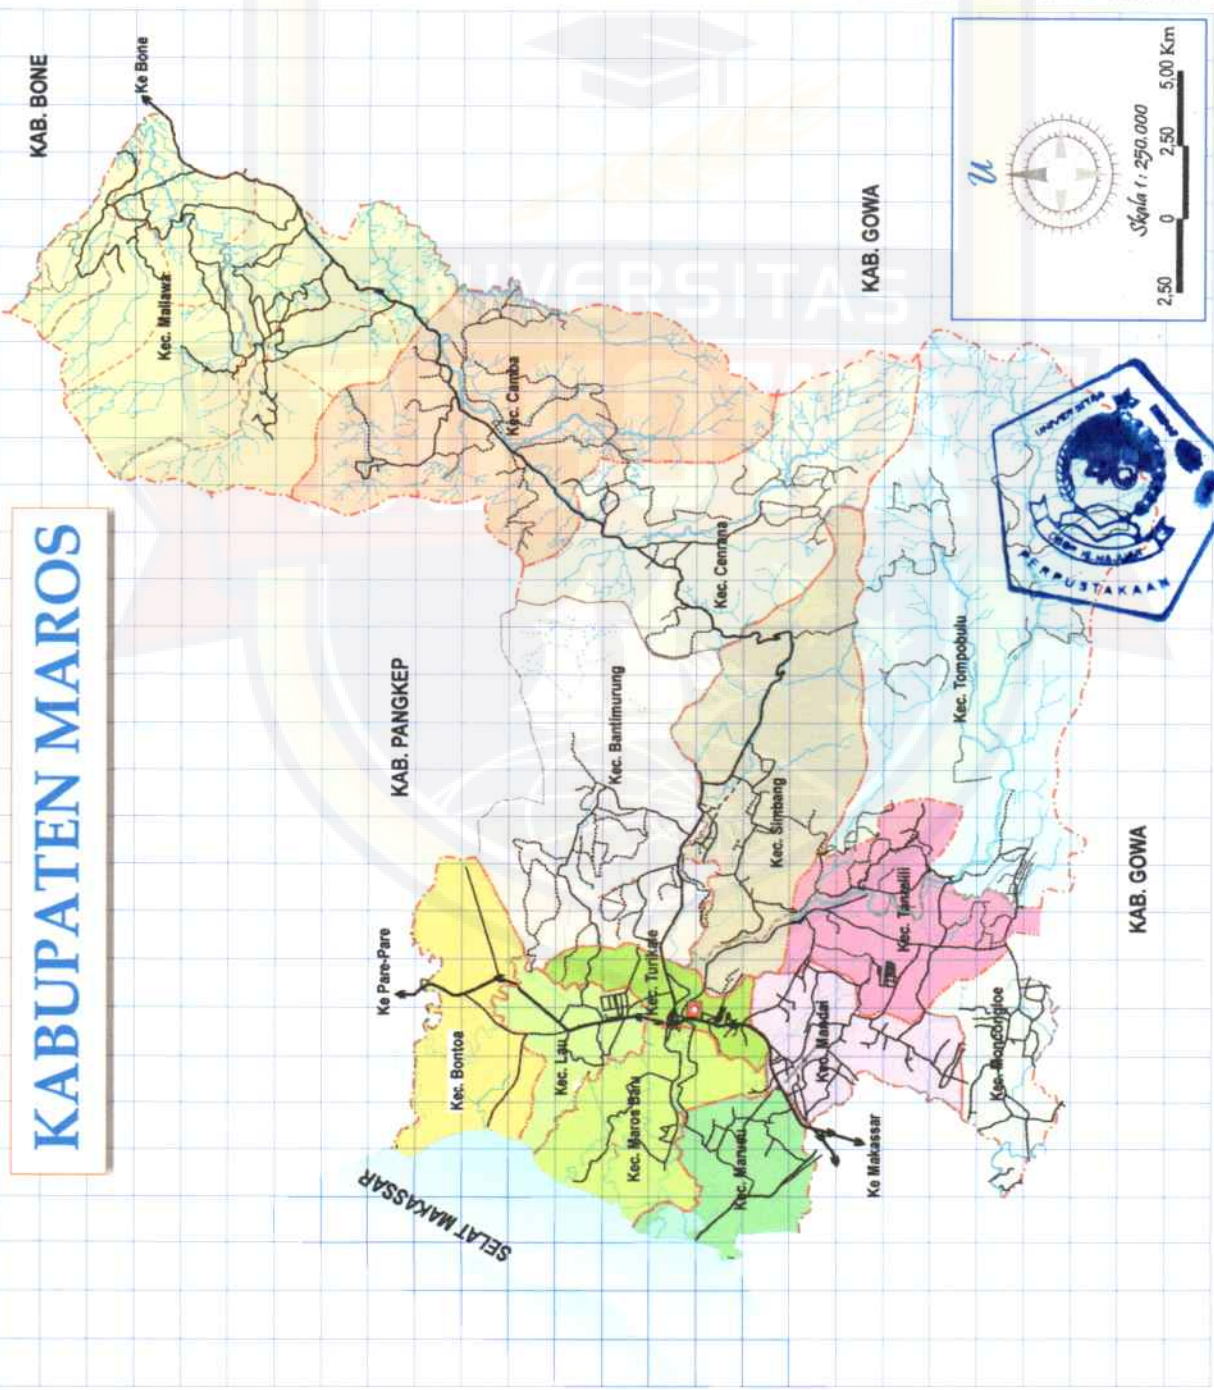 KABUPATEN MAROS
KAB. BONE
Ke Bone
Kec. Mallawa
KAB. PANGKEP
Kec. Camba
KAB. GOWA
Kec. Cenrana
Kec. Bantimurung
Kec. Simbang
Kec. Tompobulu
Ke Pare-Pare
Kec. Bontoa
Kec. Lau
Kec. Turikale
Kec. Maros Baru
Kec. Marusu
Kec. Mandai
Kec. Tanralili
Kec. Moncongloe
KAB. GOWA
Ke Makassar
SELAT MAKASSAR
U
Skala 1 : 250.000
2,50 0 2,50 5,00 Km
UNIVERSITAS
UNIVERSITAS
PERPUSTAKAAN